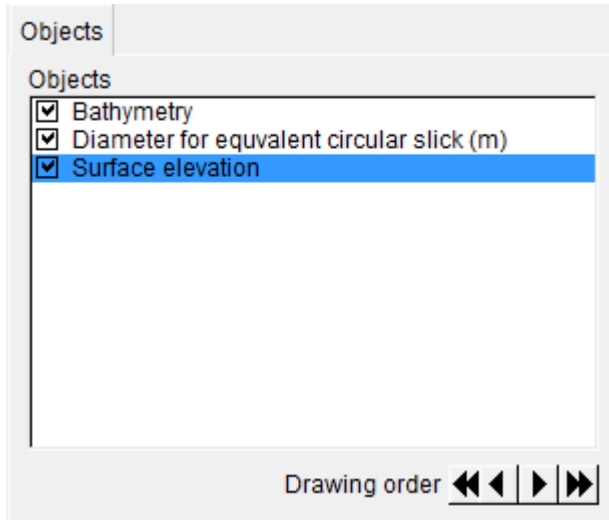 Objects
Objects
Bathymetry
Diameter for equvalent circular slick (m)
Surface elevation
Drawing order